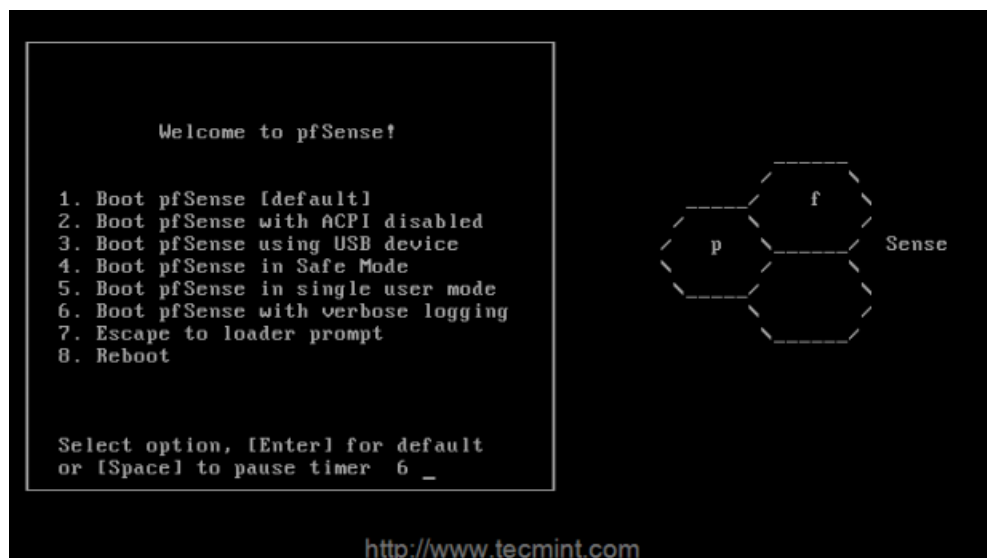 Welcome to pfSense!
1. Boot pfSense [default]
2. Boot pfSense with ACPI disabled
3. Boot pfSense using USB device
4. Boot pfSense in Safe Mode
5. Boot pfSense in single user mode
6. Boot pfSense with verbose logging
7. Escape to loader prompt
8. Reboot
Select option, [Enter] for default
or [Space] to pause timer 6 _
f
p
Sense
http://www.tecmint.com